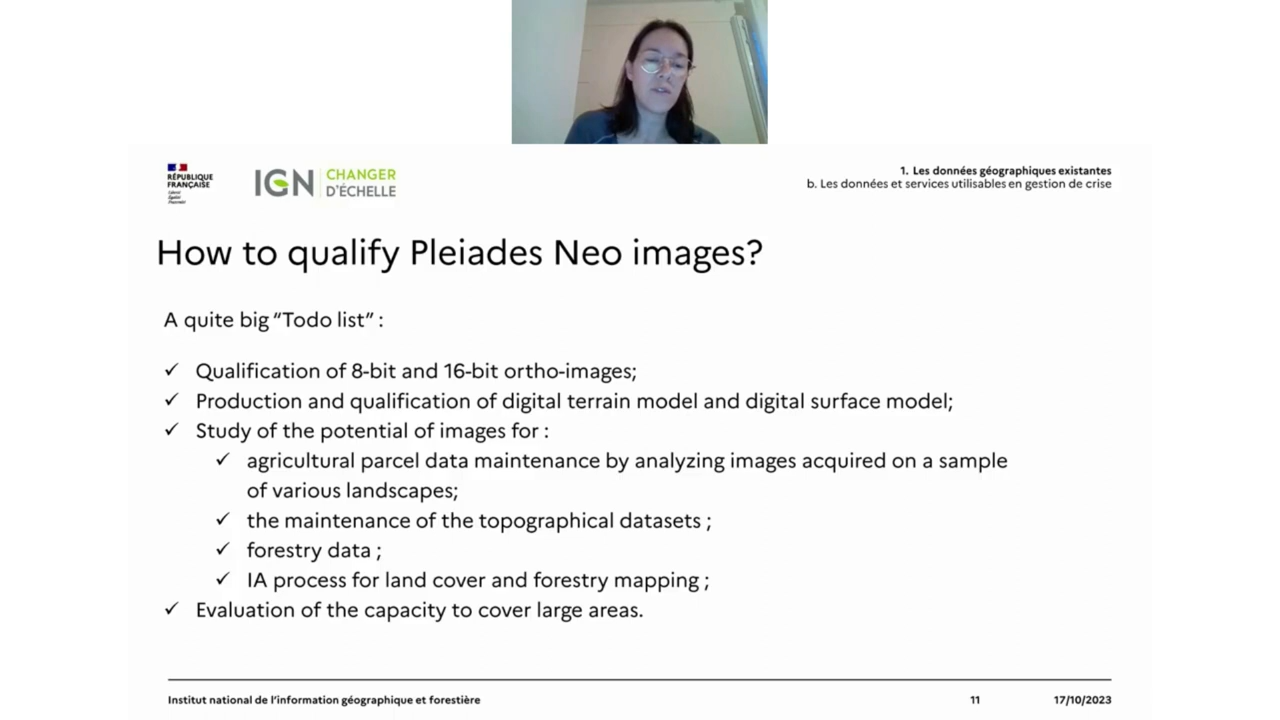 RÉPUBLIQUE
FRANÇAISE
Liberté
Égalité
Fraternité
IGN
CHANGER
D'ÉCHELLE
1. Les données géographiques existantes
b. Les données et services utilisables en gestion de crise
How to qualify Pleiades Neo images?
A quite big “Todo list” :
✓ Qualification of 8-bit and 16-bit ortho-images;
✓ Production and qualification of digital terrain model and digital surface model;
✓ Study of the potential of images for :
✓ agricultural parcel data maintenance by analyzing images acquired on a sample
of various landscapes;
✓ the maintenance of the topographical datasets ;
✓ forestry data ;
✓ IA process for land cover and forestry mapping ;
✓ Evaluation of the capacity to cover large areas.
Institut national de l’information géographique et forestière
11
17/10/2023